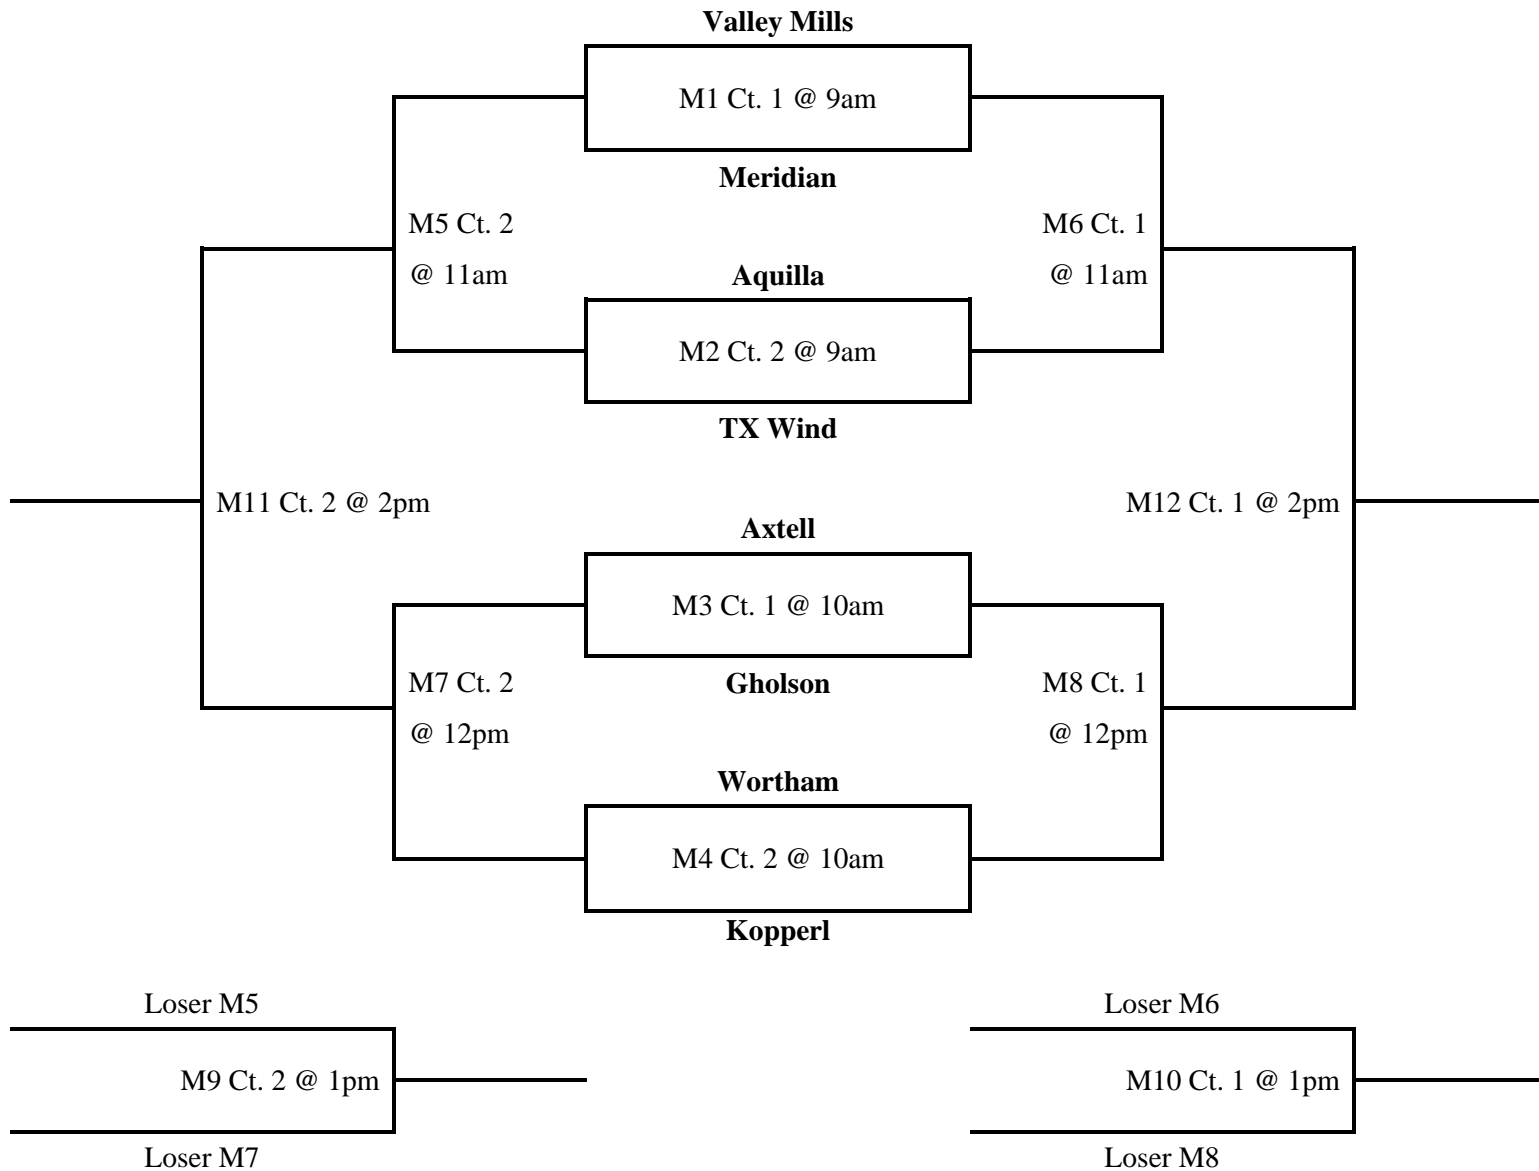 Valley Mills
M1 Ct. 1 @ 9am
Meridian
M5 Ct. 2
@ 11am
M6 Ct. 1
@ 11am
Aquilla
M2 Ct. 2 @ 9am
TX Wind
M11 Ct. 2 @ 2pm
M12 Ct. 1 @ 2pm
Axtell
M3 Ct. 1 @ 10am
Gholson
M7 Ct. 2
@ 12pm
M8 Ct. 1
@ 12pm
Wortham
M4 Ct. 2 @ 10am
Kopperl
Loser M5
M9 Ct. 2 @ 1pm
Loser M7
Loser M6
M10 Ct. 1 @ 1pm
Loser M8